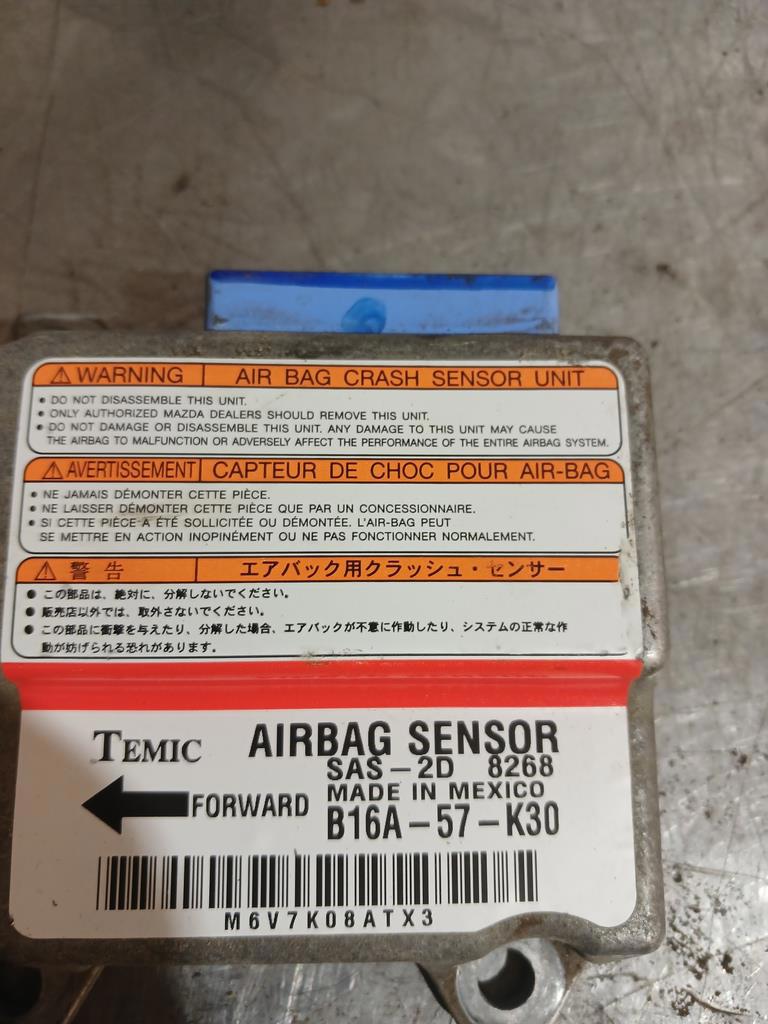 ⚠ WARNING AIR BAG CRASH SENSOR UNIT
• DO NOT DISASSEMBLE THIS UNIT.
• ONLY AUTHORIZED MAZDA DEALERS SHOULD REMOVE THIS UNIT.
• DO NOT DAMAGE OR DISASSEMBLE THIS UNIT. ANY DAMAGE TO THIS UNIT MAY CAUSE
THE AIRBAG TO MALFUNCTION OR ADVERSELY AFFECT THE PERFORMANCE OF THE ENTIRE AIRBAG SYSTEM.
⚠ AVERTISSEMENT CAPTEUR DE CHOC POUR AIR-BAG
• NE JAMAIS DÉMONTER CETTE PIÈCE.
• NE LAISSER DÉMONTER CETTE PIÈCE QUE PAR UN CONCESSIONNAIRE.
• SI CETTE PIÈCE A ÉTÉ SOLLICITÉE OU DÉMONTÉE. L'AIR-BAG PEUT
SE METTRE EN ACTION INOPINÉMENT OU NE PAS FONCTIONNER NORMALEMENT.
⚠ 警告 エアバック用クラッシュ・センサー
● この部品は、絶対に、分解しないでください。
●販売店以外では、取外さないでください。
● この部品に衝撃を与えたり、分解した場合、エアバックが不意に作動したり、システムの正常な作
動が妨げられる恐れがあります。
TEMIC AIRBAG SENSOR
SAS-2D 8268
FORWARD MADE IN MEXICO
B16A-57-K30
M6V7K08ATX3